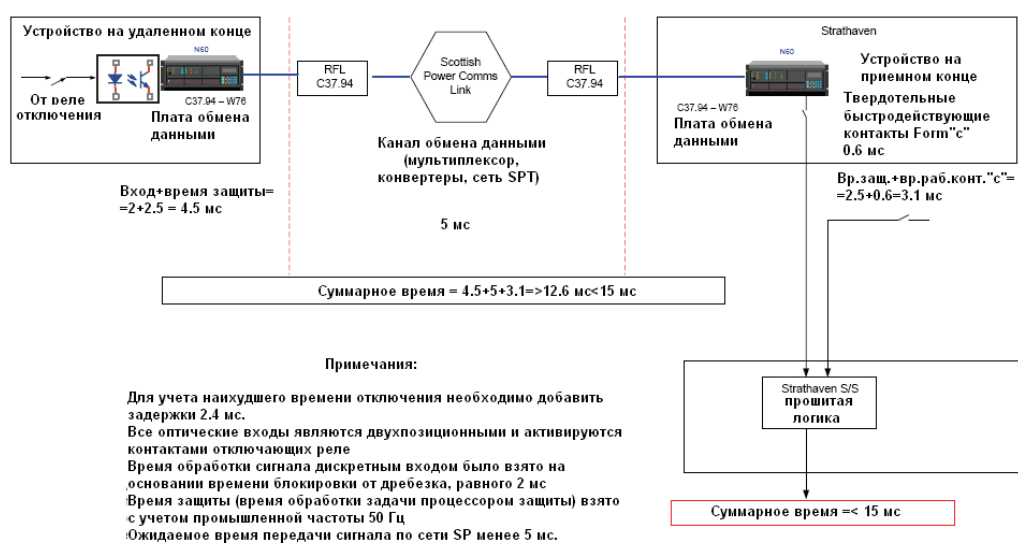 Устройство на удаленном конце
N60
От реле
отключения
C37.94 – W76
Плата обмена
данными
RFL
C37.94
Scottish
Power Comms
Link
RFL
C37.94
Strathaven
N60
Устройство на
приемном конце
C37.94 – W76
Плата обмена
данными
Твердотельные
быстродействующие
контакты Form"c"
0.6 мс
Вход+время защиты=
=2+2.5 = 4.5 мс
Канал обмена данными
(мультиплексор,
конвертеры, сеть SPT)
5 мс
Вр.защ.+вр.раб.конт."с"=
=2.5+0.6=3.1 мс
Суммарное время = 4.5+5+3.1=>12.6 мс<15 мс
Примечания:
Для учета наихудшего времени отключения необходимо добавить
задержки 2.4 мс.
Все оптические входы являются двухпозиционными и активируются
контактами отключающих реле
Время обработки сигнала дискретным входом было взято на
основании времени блокировки от дребезка, равного 2 мс
Время защиты (время обработки задачи процессором защиты) взято
с учетом промышленной частоты 50 Гц
Ожидаемое время передачи сигнала по сети SP менее 5 мс.
Strathaven S/S
прошитая
логика
Суммарное время =< 15 мс